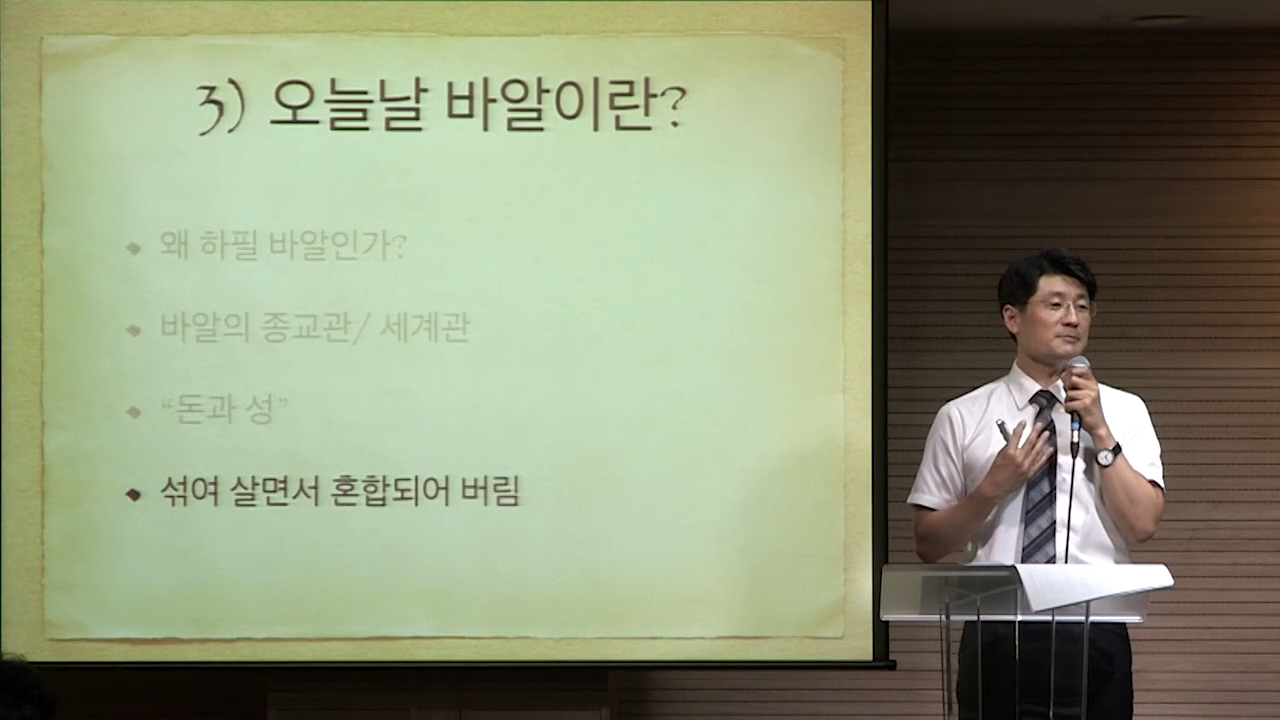 3) 오늘날 바알이란?
• 왜 하필 바알인가?
• 바알의 종교관/ 세계관
• “돈과 성”
• 섞여 살면서 혼합되어 버림